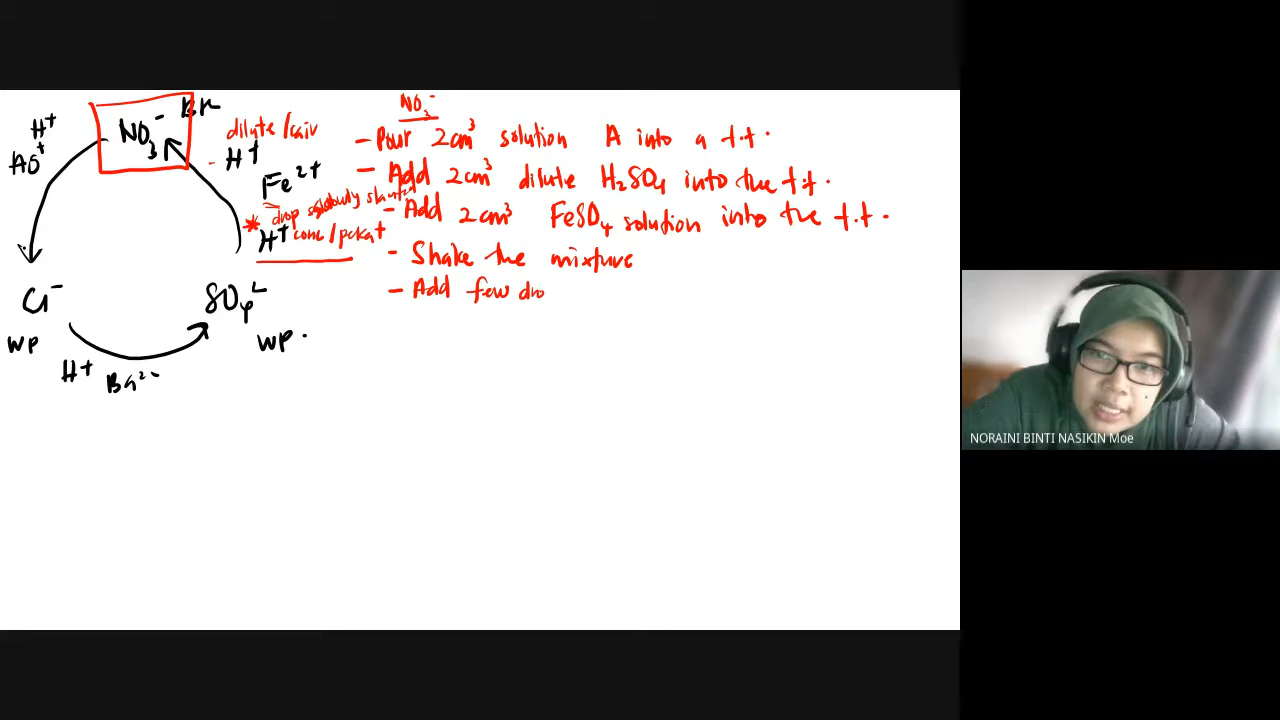 NO3-
BR
H+
Ag+
dilute/cair
H+
Fe2+
* drop slowly slanted
H+ conc/pekat
Cl-
WP
SO42-
WP.
H+ Ba2+
NO3-
- Pour 2cm3 solution A into a t.t.
- Add 2cm3 dilute H2SO4 into the t.t.
- Add 2cm3 FeSO4 solution into the t.t.
- Shake the mixture
- Add few dro
NORAINI BINTI NASIKIN Moe